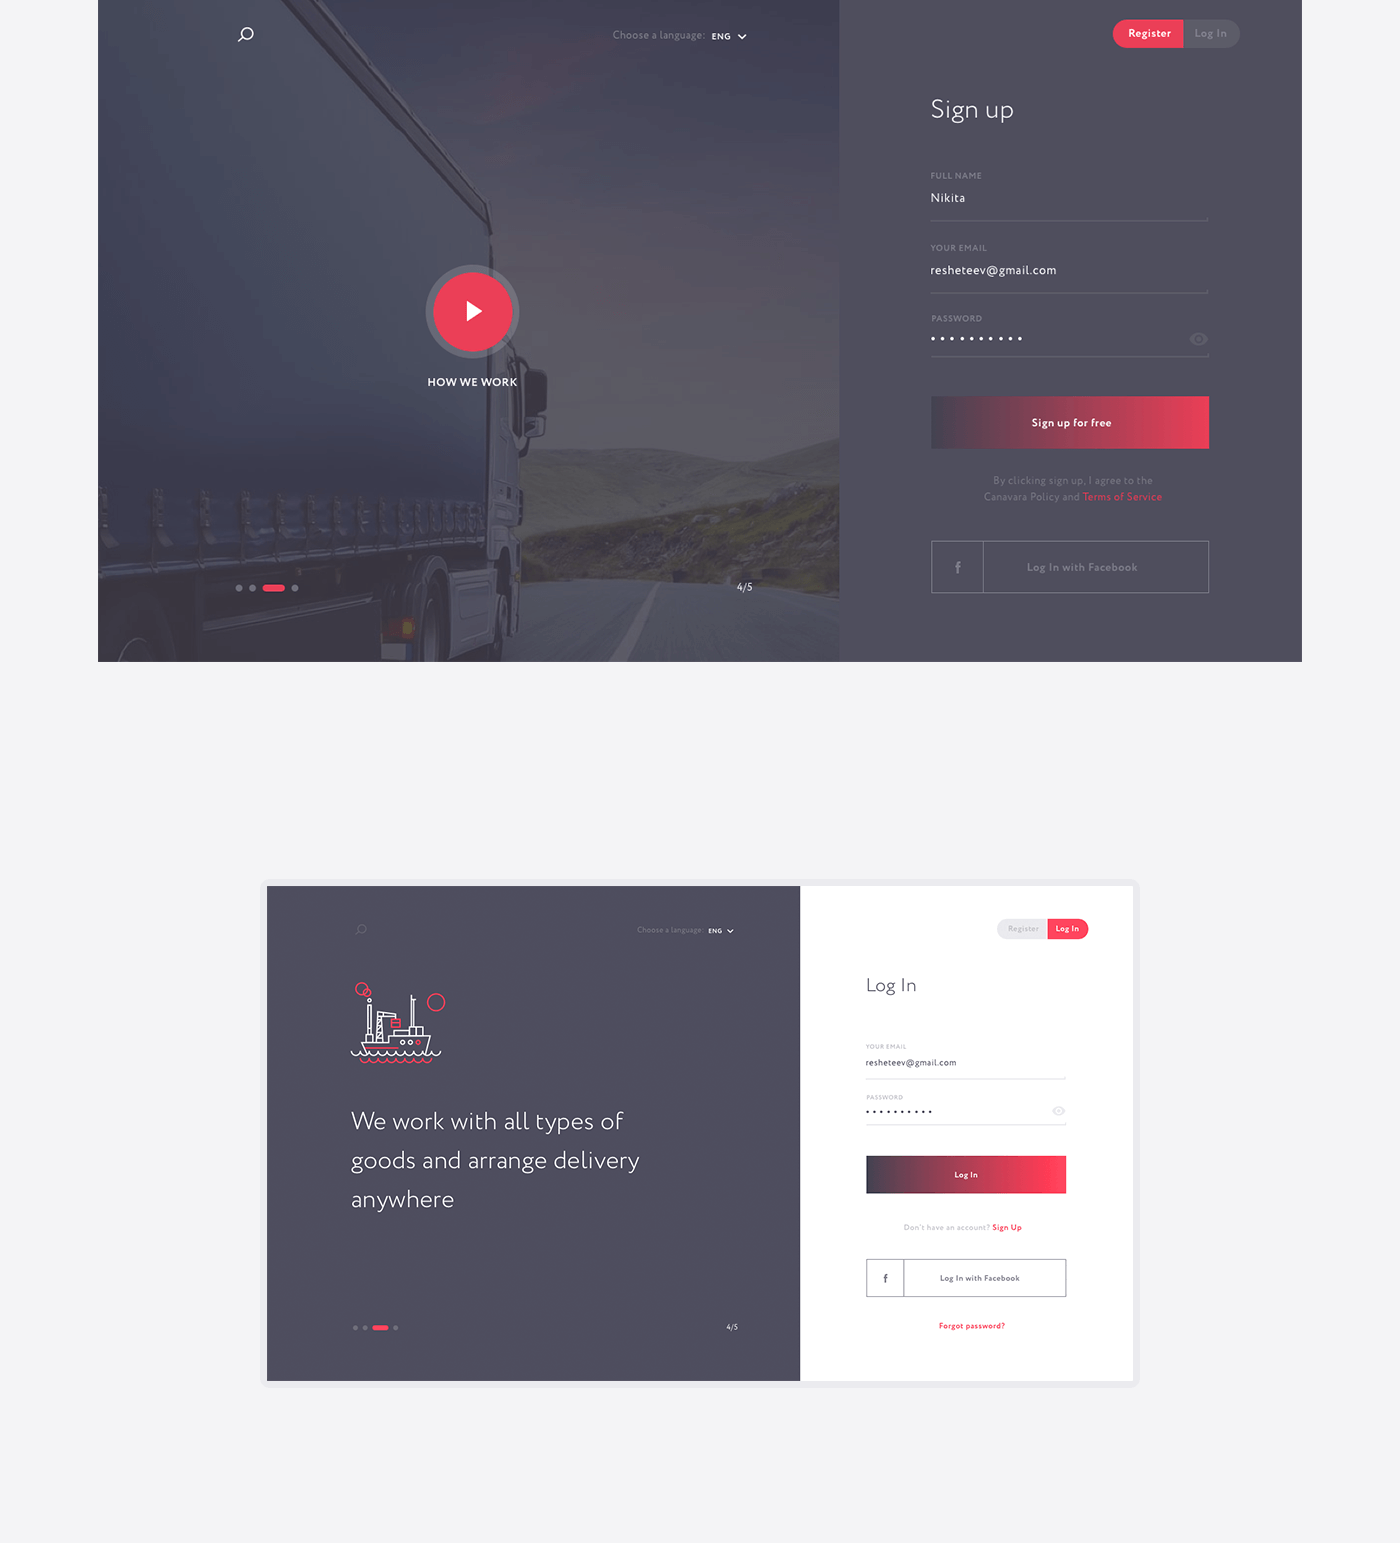 Choose a language: ENG
Register Log In
Sign up
FULL NAME
Nikita
YOUR EMAIL
resheteev@gmail.com
PASSWORD
HOW WE WORK
Sign up for free
By clicking sign up, I agree to the
Canavara Policy and Terms of Service
f Log In with Facebook
4/5
Choose a language: ENG
Register Log In
Log In
YOUR EMAIL
resheteev@gmail.com
PASSWORD
We work with all types of
goods and arrange delivery
anywhere
Log In
Don't have an account? Sign Up
f Log In with Facebook
Forgot password?
4/5